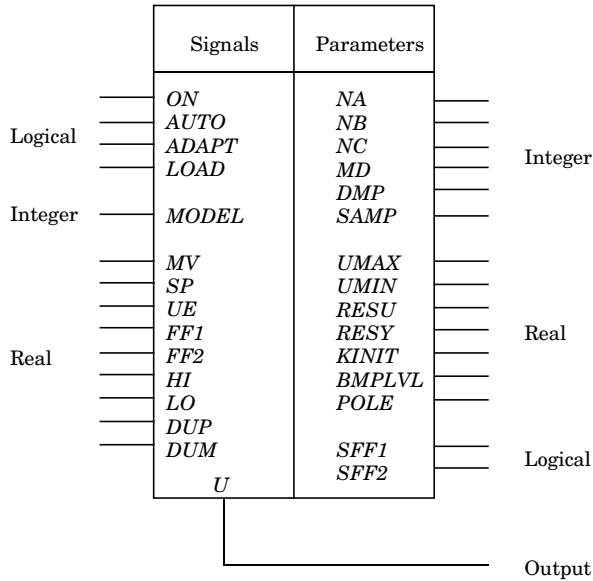 Signals
Parameters
Logical
ON
AUTO
ADAPT
LOAD
Integer
MODEL
Real
MV
SP
UE
FF1
FF2
HI
LO
DUP
DUM
U
NA
NB
NC
MD
DMP
SAMP
Integer
UMAX
UMIN
RESU
RESY
KINIT
BMPLVL
POLE
Real
SFF1
SFF2
Logical
Output